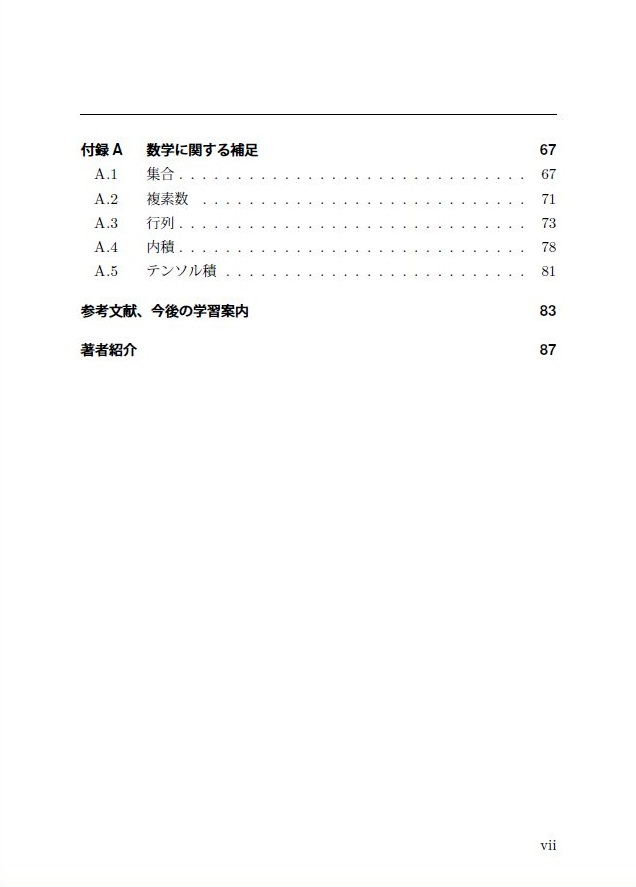 付録 A 数学に関する補足 67
A.1 集合 . . . . . . . . . . . . . . . . . . . . . . . . . . . . . . 67
A.2 複素数 . . . . . . . . . . . . . . . . . . . . . . . . . . . . 71
A.3 行列 . . . . . . . . . . . . . . . . . . . . . . . . . . . . . . 73
A.4 内積 . . . . . . . . . . . . . . . . . . . . . . . . . . . . . . 78
A.5 テンソル積 . . . . . . . . . . . . . . . . . . . . . . . . . . 81
参考文献、今後の学習案内 83
著者紹介 87
vii